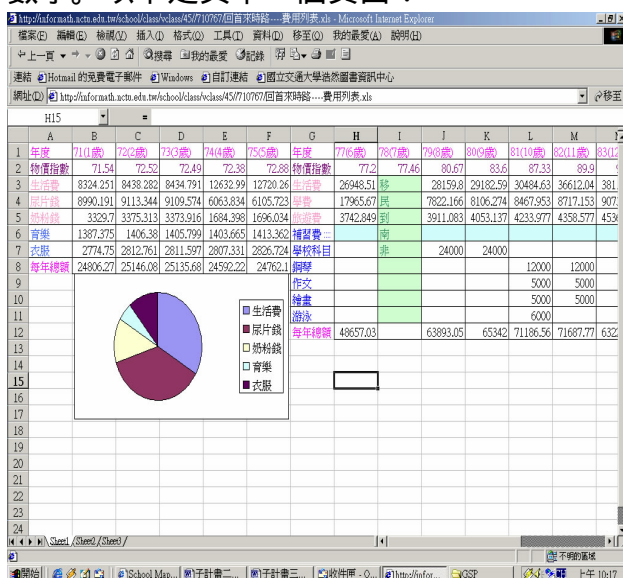 http://informath.nctu.edu.tw/school/class/vclass/45//710767/回首來時路----費用列表.xls - Microsoft Internet Explorer
檔案(F) 編輯(E) 檢視(V) 插入(I) 格式(O) 工具(T) 資料(D) 移至(O) 我的最愛(A) 說明(H)
上一頁 搜尋 我的最愛 記錄
連結 Hotmail 的免費電子郵件 Windows 自訂連結 國立交通大學浩然圖書資訊中心
網址(D) http://informath.nctu.edu.tw/school/class/vclass/45//710767/回首來時路----費用列表.xls 移至
H15 =
A B C D E F G H I J K L M
1 年度 71(1歲) 72(2歲) 73(3歲) 74(4歲) 75(5歲) 年度 77(6歲) 78(7歲) 79(8歲) 80(9歲) 81(10歲) 82(11歲) 83(12
2 物價指數 71.54 72.52 72.49 72.38 72.88 物價指數 77.2 77.46 80.67 83.6 87.33 89.9
3 生活費 8324.251 8438.282 8434.791 12632.99 12720.26 生活費 26948.51 移 28159.8 29182.59 30484.63 36612.04 381
4 尿片錢 8990.191 9113.344 9109.574 6063.834 6105.723 學費 17965.67 民 7822.166 8106.274 8467.953 8717.153 907
5 奶粉錢 3329.7 3375.313 3373.916 1684.398 1696.034 旅遊費 3742.849 到 3911.083 4053.137 4233.977 4358.577 453
6 育樂 1387.375 1406.38 1405.799 1403.665 1413.362 補習費::: 南
7 衣服 2774.75 2812.761 2811.597 2807.331 2826.724 學校科目 非 24000 24000
8 每年總額 24806.27 25146.08 25135.68 24592.22 24762.1 鋼琴 12000 12000
9 作文 5000 5000
10 繪畫 5000 5000
11 游泳 6000
12 每年總額 48657.03 63893.05 65342 71186.56 71687.77 632
13
14
15
16
17
18
19
20
21
22
23
24
生活費
尿片錢
奶粉錢
育樂
衣服
Sheet1 Sheet2 Sheet3
不明的區域
開始 School Map... 子計畫二... 子計畫三... 收件匣 - O... http://infor... GSP 上午 10:17